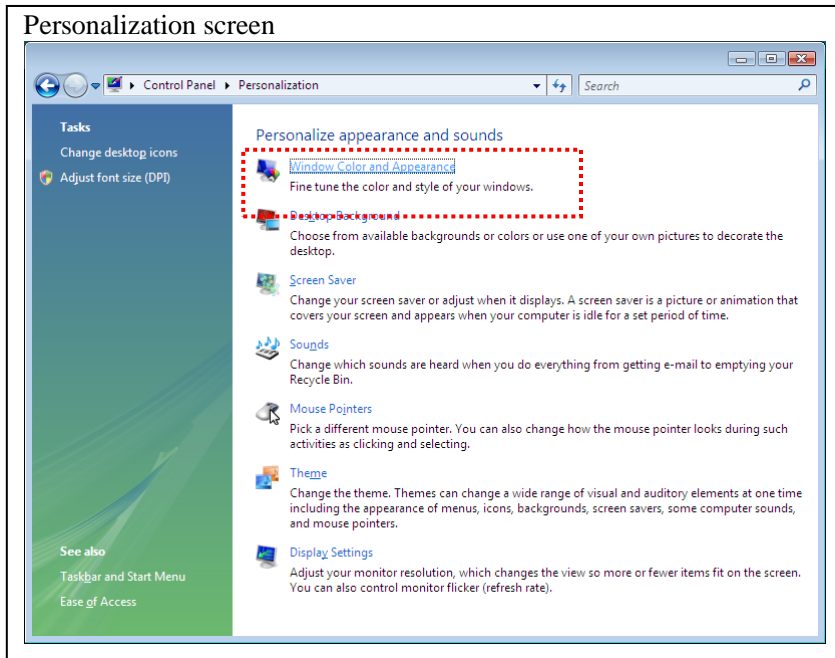 Personalization screen
Control Panel ▸ Personalization
Search
Tasks
Change desktop icons
Adjust font size (DPI)
Personalize appearance and sounds
Window Color and Appearance
Fine tune the color and style of your windows.
Desktop Background
Choose from available backgrounds or colors or use one of your own pictures to decorate the
desktop.
Screen Saver
Change your screen saver or adjust when it displays. A screen saver is a picture or animation that
covers your screen and appears when your computer is idle for a set period of time.
Sounds
Change which sounds are heard when you do everything from getting e-mail to emptying your
Recycle Bin.
Mouse Pointers
Pick a different mouse pointer. You can also change how the mouse pointer looks during such
activities as clicking and selecting.
Theme
Change the theme. Themes can change a wide range of visual and auditory elements at one time
including the appearance of menus, icons, backgrounds, screen savers, some computer sounds,
and mouse pointers.
Display Settings
Adjust your monitor resolution, which changes the view so more or fewer items fit on the screen.
You can also control monitor flicker (refresh rate).
See also
Taskbar and Start Menu
Ease of Access